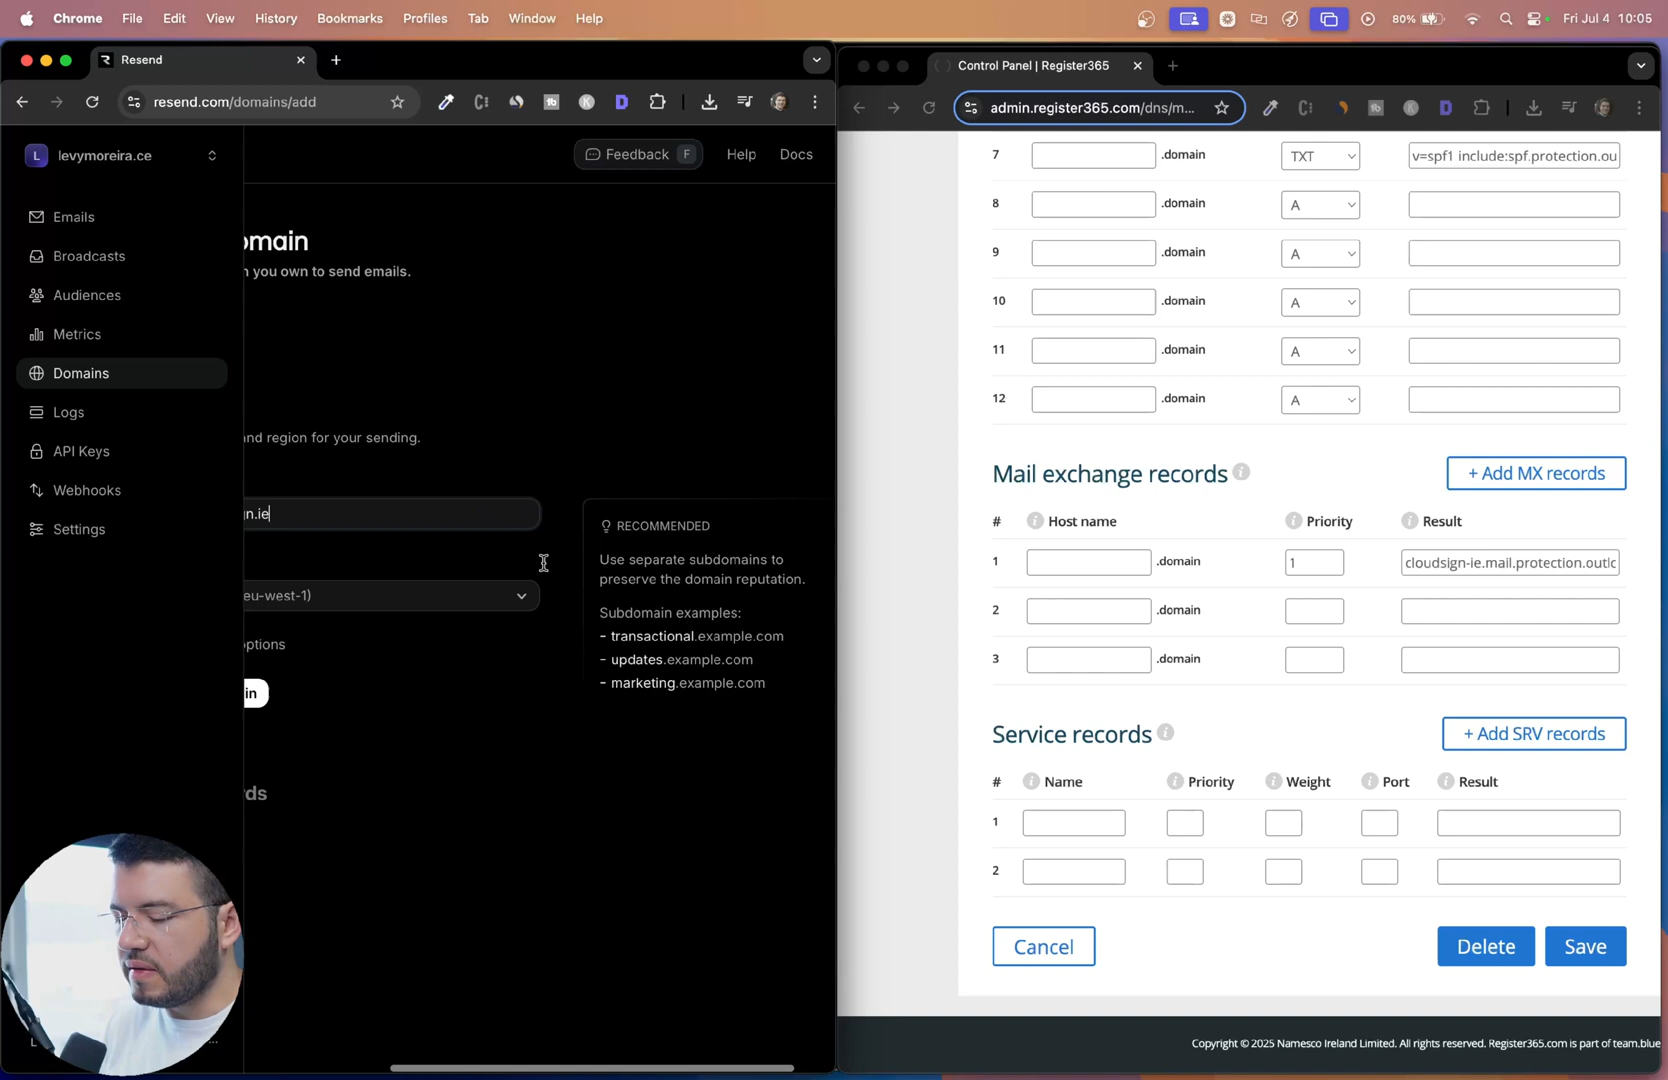 Chrome File Edit View History Bookmarks Profiles Tab Window Help
80% Fri Jul 4 10:05
Resend
resend.com/domains/add
L levymoreira.ce
Feedback F Help Docs
Emails
Broadcasts
Audiences
Metrics
Domains
Logs
API Keys
Webhooks
Settings
omain
n you own to send emails.
and region for your sending.
n.ie
eu-west-1)
options
in
rds
RECOMMENDED
Use separate subdomains to
preserve the domain reputation.
Subdomain examples:
- transactional.example.com
- updates.example.com
- marketing.example.com
Control Panel | Register365
admin.register365.com/dns/m...
7 .domain TXT v=spf1 include:spf.protection.ou
8 .domain A
9 .domain A
10 .domain A
11 .domain A
12 .domain A
Mail exchange records + Add MX records
# Host name Priority Result
1 .domain 1 cloudsign-ie.mail.protection.outlc
2 .domain
3 .domain
Service records + Add SRV records
# Name Priority Weight Port Result
1
2
Cancel Delete Save
Copyright © 2025 Namesco Ireland Limited. All rights reserved. Register365.com is part of team.blue